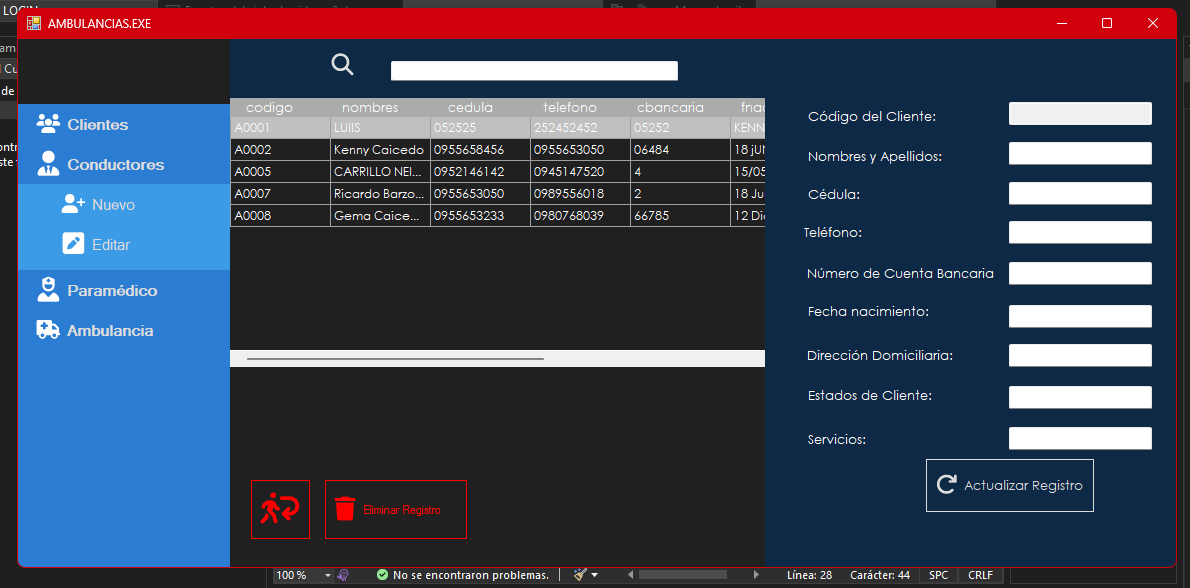 LOGIN
AMBULANCIAS.EXE
Clientes
Conductores
Nuevo
Editar
Paramédico
Ambulancia
codigo nombres cedula telefono cbancaria fnac
A0001 LUIIS 052525 252452452 05252 KENN
A0002 Kenny Caicedo 0955658456 0955653050 06484 18 jUN
A0005 CARRILLO NEI... 0952146142 0945147520 4 15/05
A0007 Ricardo Barzo... 0955653050 0989556018 2 18 Ju
A0008 Gema Caice... 0955653233 0980768039 66785 12 Dic
Eliminar Registro
Código del Cliente:
Nombres y Apellidos:
Cédula:
Teléfono:
Número de Cuenta Bancaria
Fecha nacimiento:
Dirección Domiciliaria:
Estados de Cliente:
Servicios:
Actualizar Registro
100 % No se encontraron problemas. Línea: 28 Carácter: 44 SPC CRLF